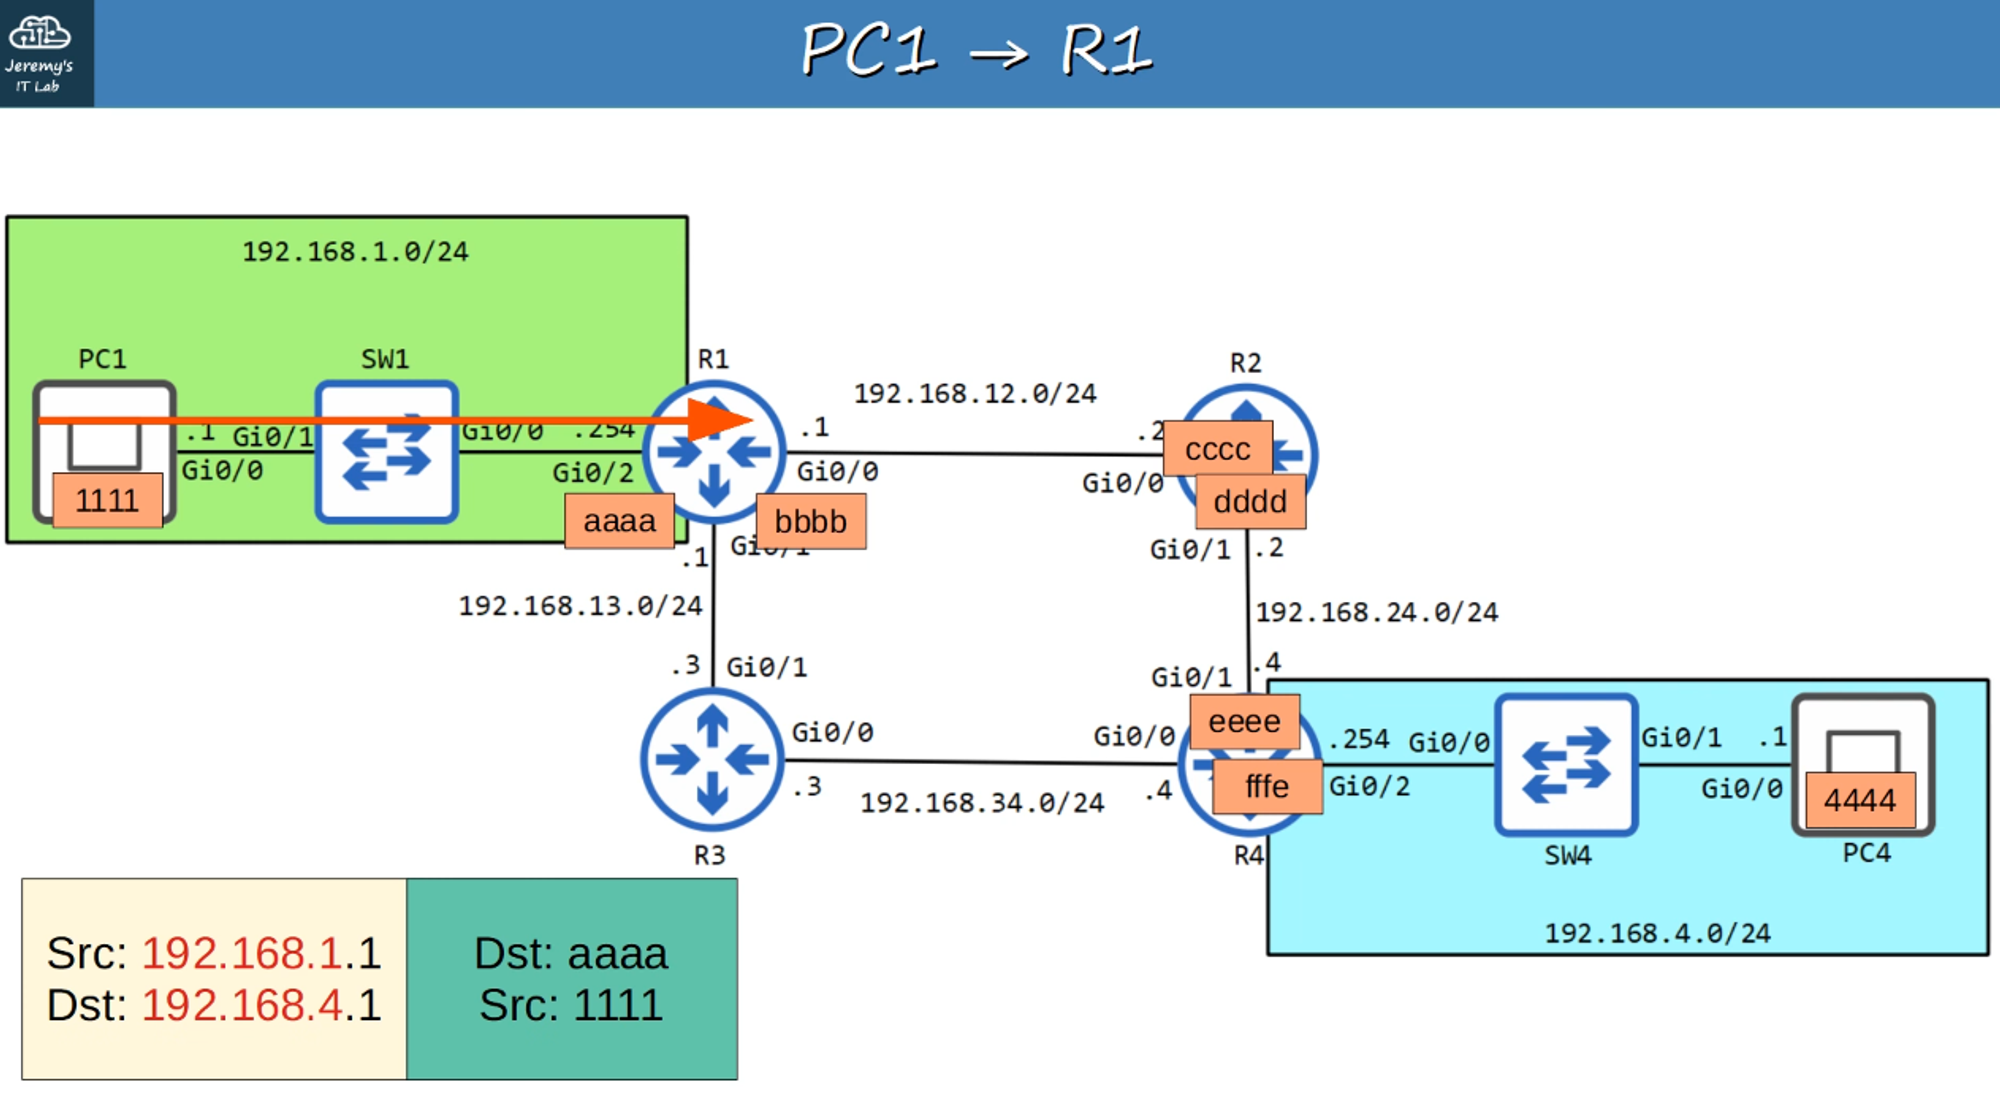 Jeremy's
IT Lab
PC1 → R1
192.168.1.0/24
PC1
SW1
R1
R2
192.168.12.0/24
.1
Gi0/1
Gi0/0
Gi0/0
.254
Gi0/2
.1
Gi0/0
.2
Gi0/0
cccc
dddd
1111
aaaa
bbbb
.1
Gi0/1
Gi0/1
.2
192.168.13.0/24
192.168.24.0/24
.3
Gi0/1
Gi0/1
.4
eeee
Gi0/0
.3
192.168.34.0/24
Gi0/0
.4
fffe
.254
Gi0/2
Gi0/0
Gi0/1
.1
Gi0/0
4444
R3
R4
SW4
PC4
192.168.4.0/24
Src: 192.168.1.1
Dst: 192.168.4.1
Dst: aaaa
Src: 1111